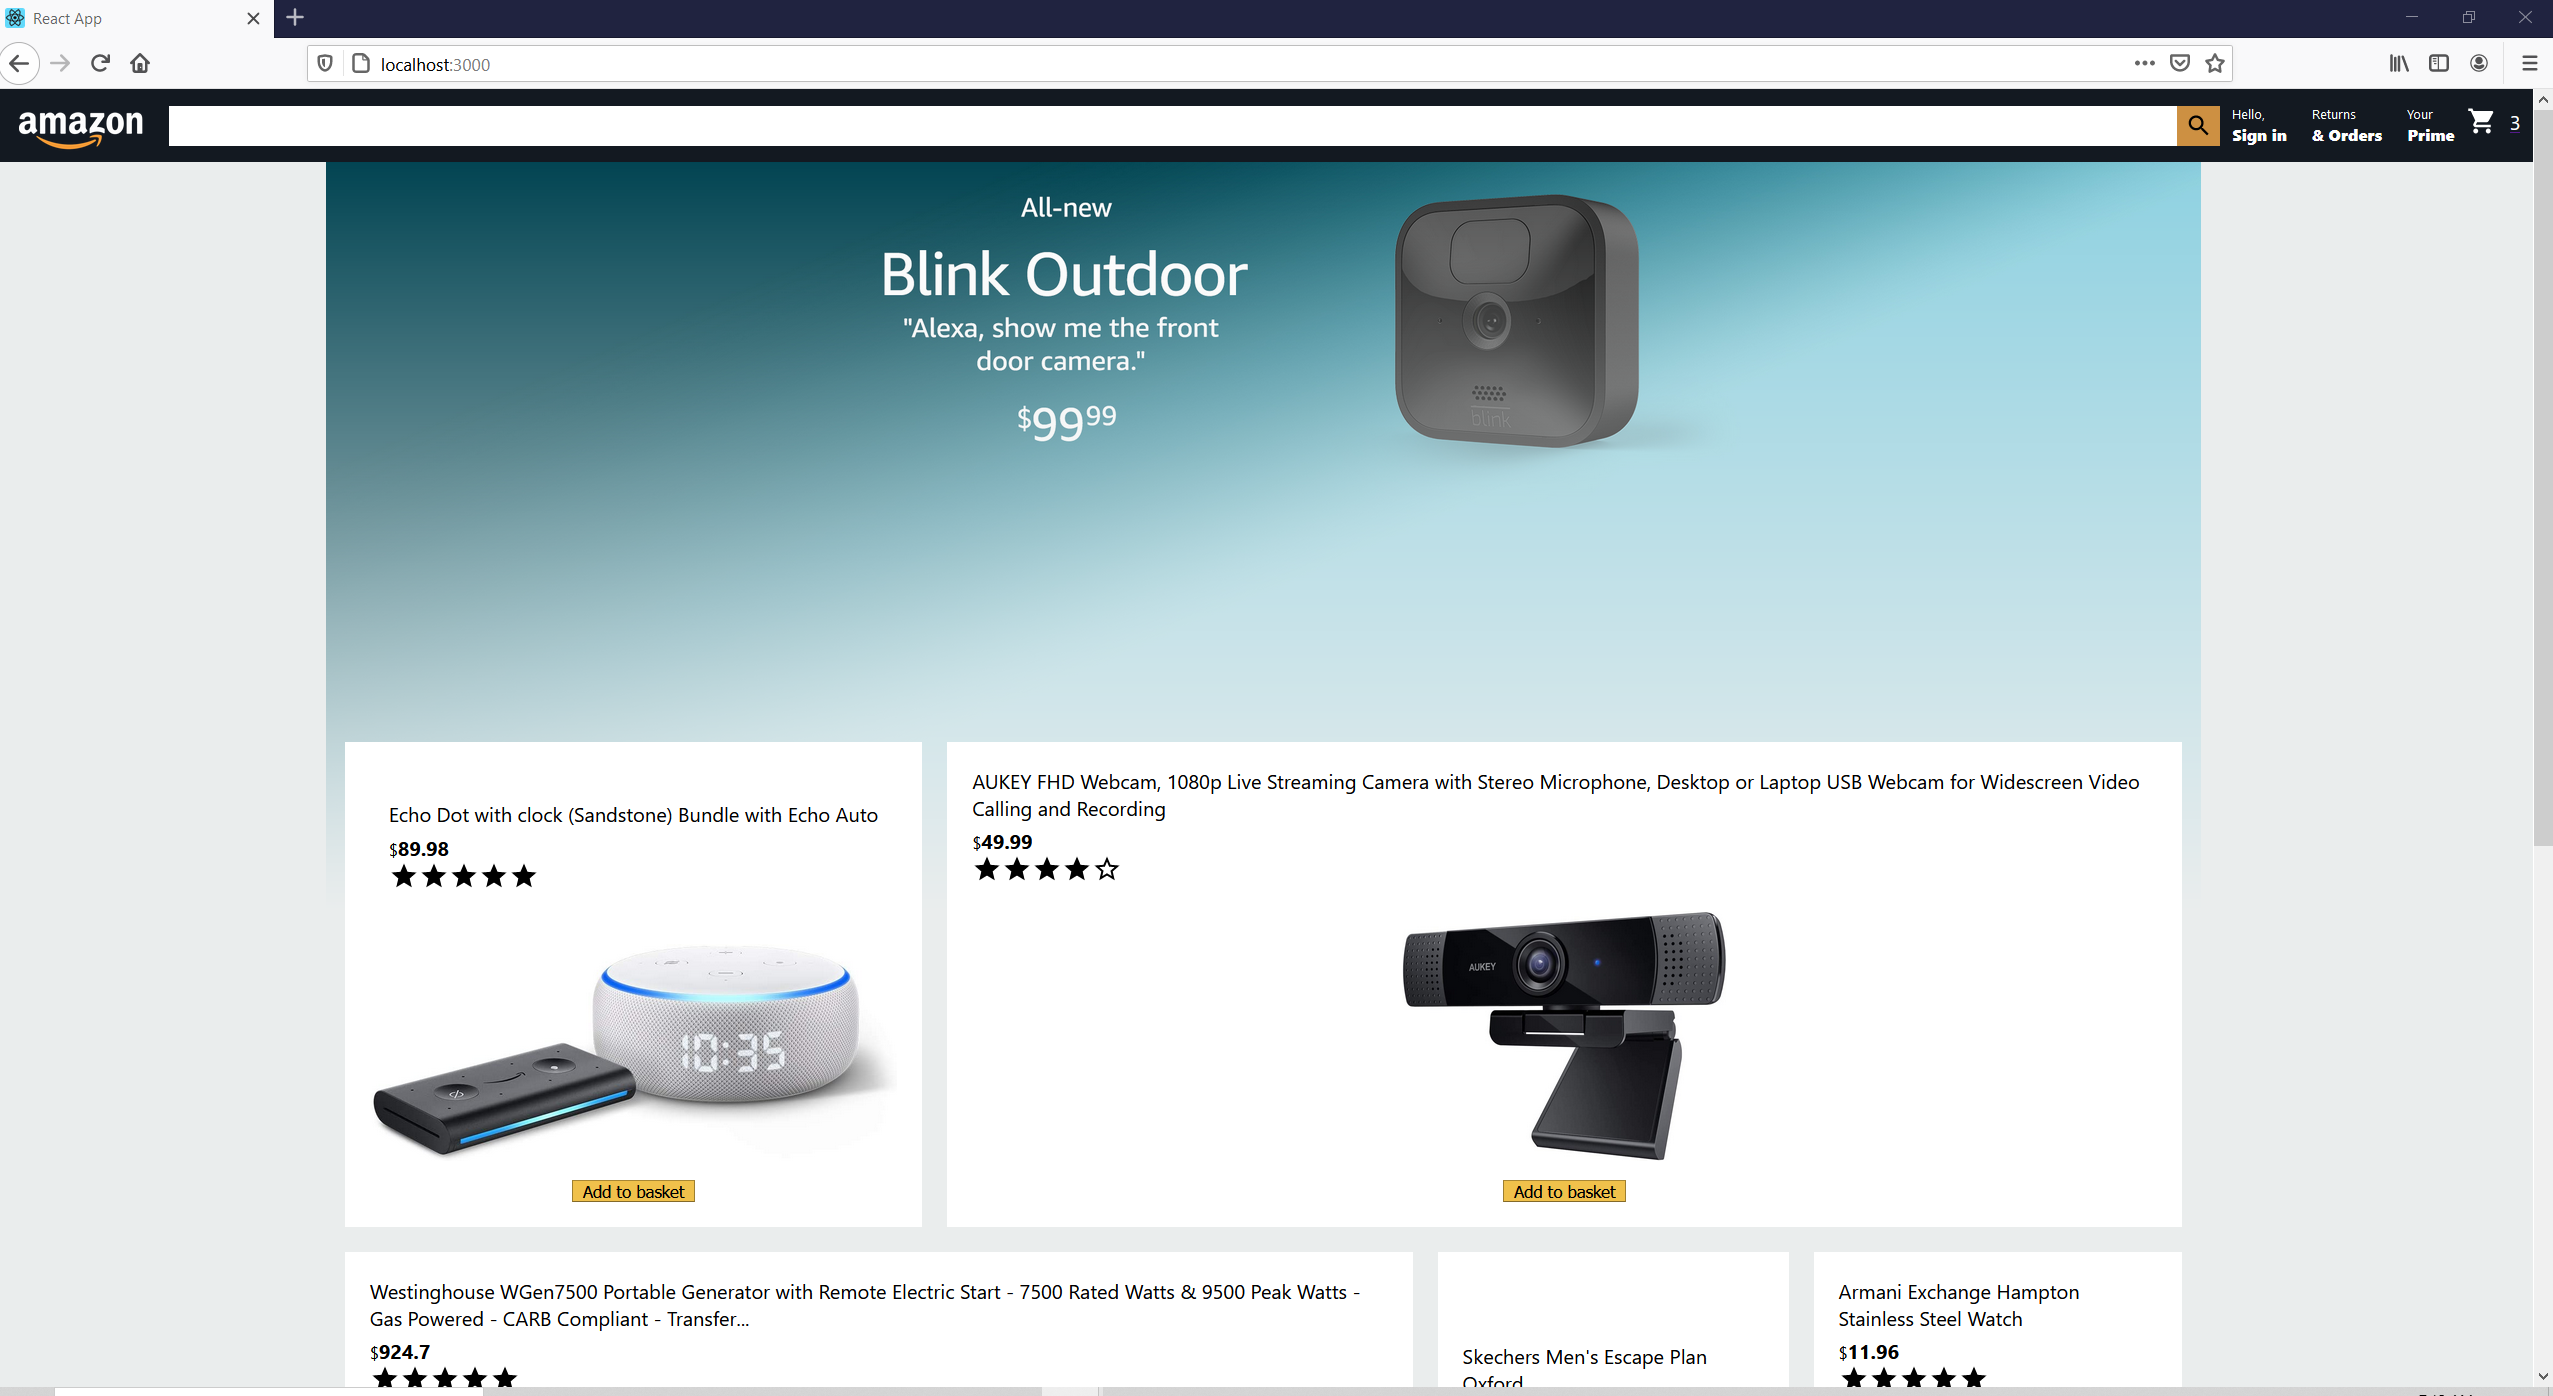 React App
localhost:3000
amazon
Hello,
Sign in
Returns
& Orders
Your
Prime
3
All-new
Blink Outdoor
"Alexa, show me the front
door camera."
$99.99
blink
Echo Dot with clock (Sandstone) Bundle with Echo Auto
$89.98
10:35
Add to basket
AUKEY FHD Webcam, 1080p Live Streaming Camera with Stereo Microphone, Desktop or Laptop USB Webcam for Widescreen Video
Calling and Recording
$49.99
AUKEY
Add to basket
Westinghouse WGen7500 Portable Generator with Remote Electric Start - 7500 Rated Watts & 9500 Peak Watts -
Gas Powered - CARB Compliant - Transfer...
$924.7
Skechers Men's Escape Plan
Oxford
Armani Exchange Hampton
Stainless Steel Watch
$11.96